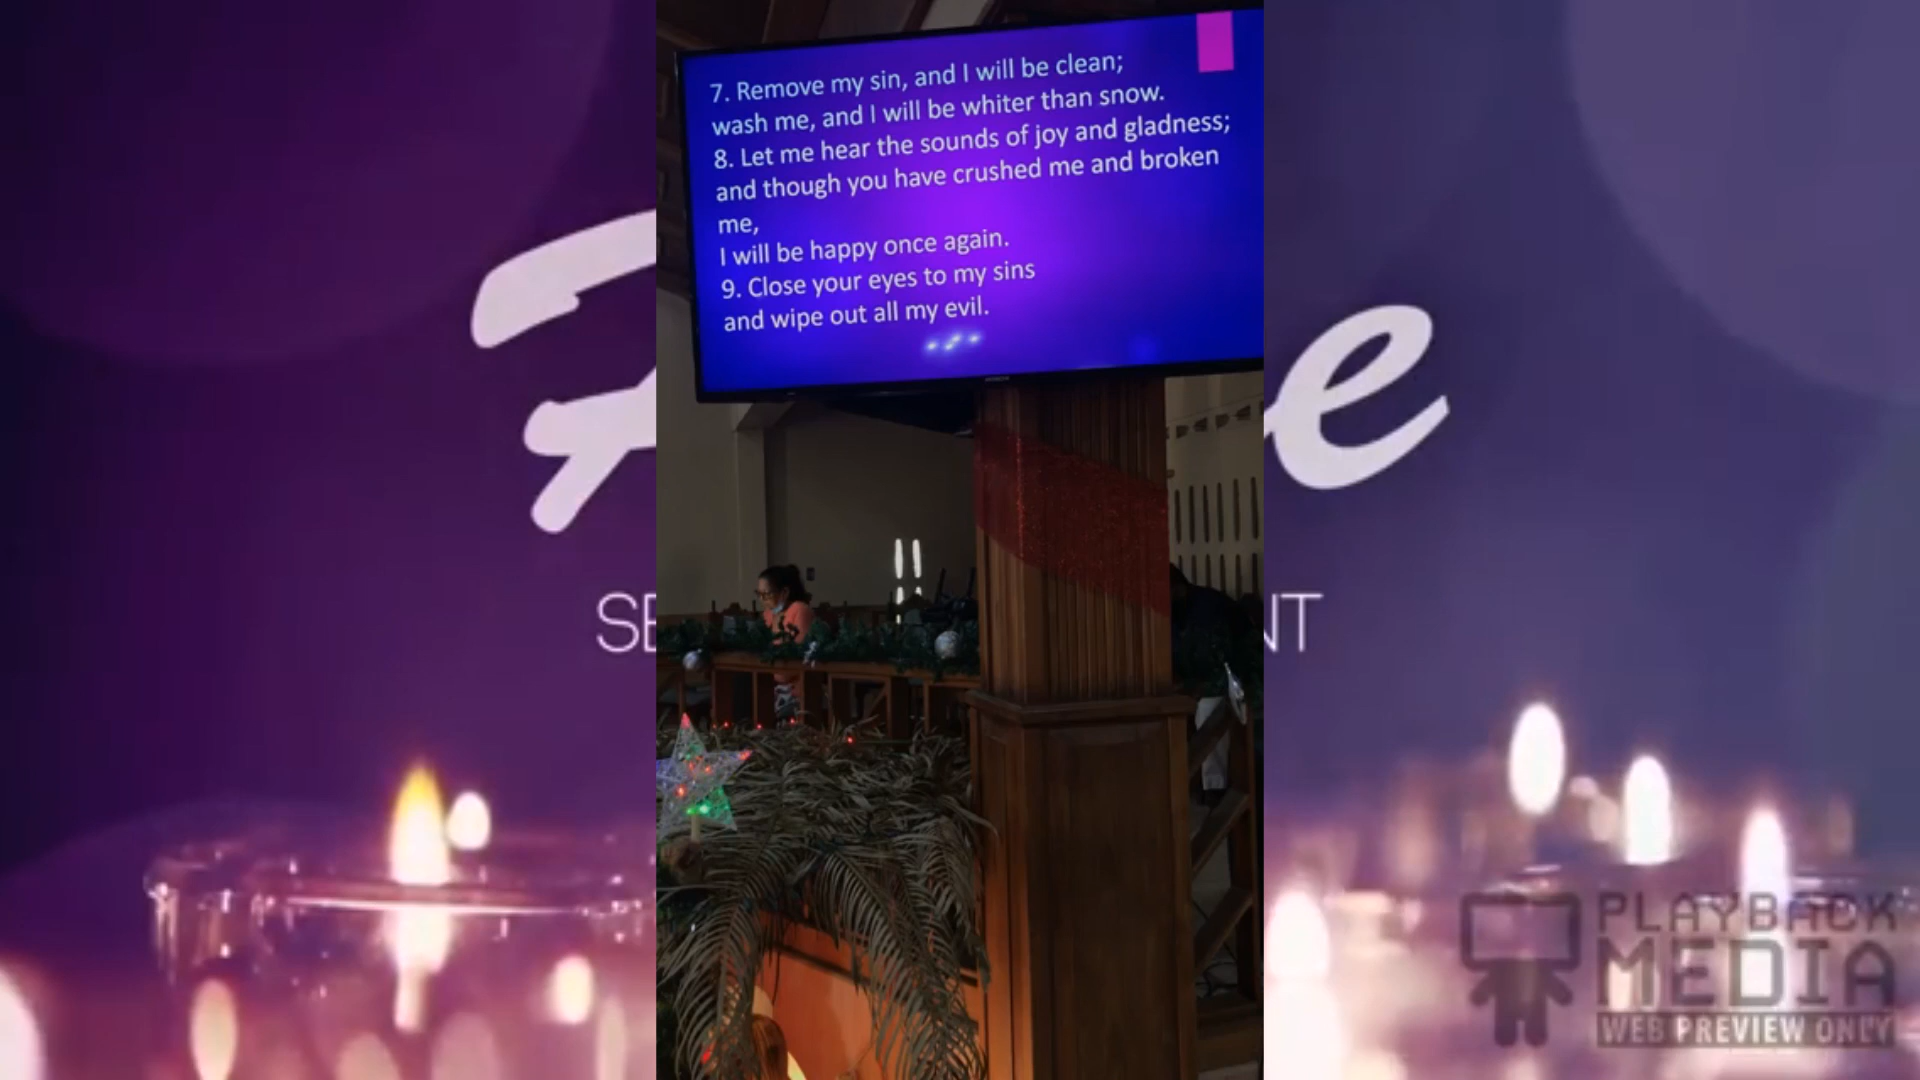 7. Remove my sin, and I will be clean;
wash me, and I will be whiter than snow.
8. Let me hear the sounds of joy and gladness;
and though you have crushed me and broken
me,
I will be happy once again.
9. Close your eyes to my sins
and wipe out all my evil.
PLAYBACK
MEDIA
WEB PREVIEW ONLY